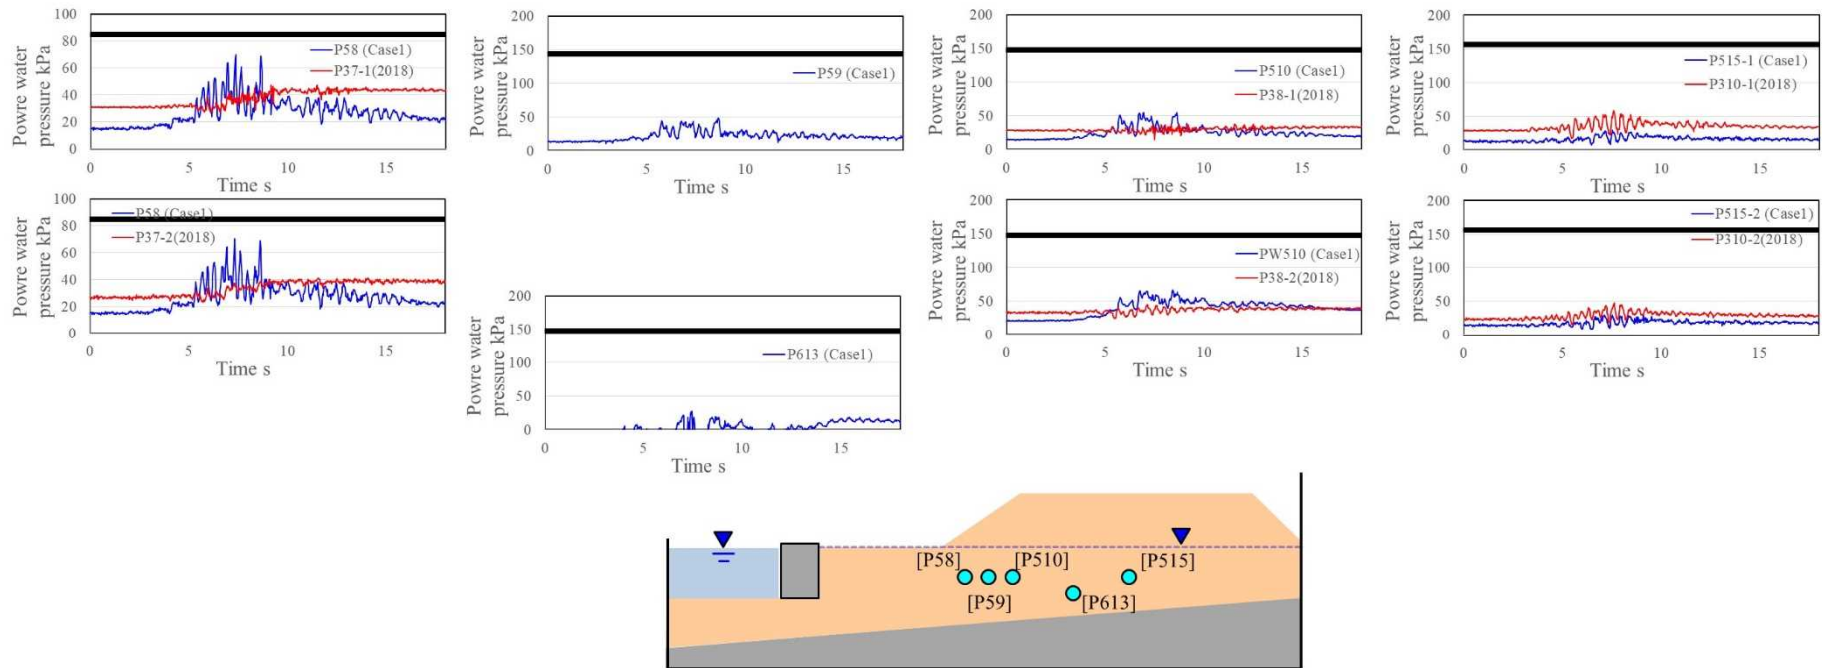 100
80
60
40
20
0
Powre water
pressure kPa
P58 (Case1)
P37-1(2018)
0 5 10 15
Time s
200
150
100
50
0
Powre water
pressure kPa
P59 (Case1)
0 5 10 15
Time s
200
150
100
50
0
Powre water
pressure kPa
P510 (Case1)
P38-1(2018)
0 5 10 15
Time s
200
150
100
50
0
Powre water
pressure kPa
P515-1 (Case1)
P310-1(2018)
0 5 10 15
Time s
100
80
60
40
20
0
Powre water
pressure kPa
P58 (Case1)
P37-2(2018)
0 5 10 15
Time s
200
150
100
50
0
Powre water
pressure kPa
P613 (Case1)
0 5 10 15
Time s
200
150
100
50
0
Powre water
pressure kPa
PW510 (Case1)
P38-2(2018)
0 5 10 15
Time s
200
150
100
50
0
Powre water
pressure kPa
P515-2 (Case1)
P310-2(2018)
0 5 10 15
Time s
[P58] [P510] [P515]
[P59] [P613]